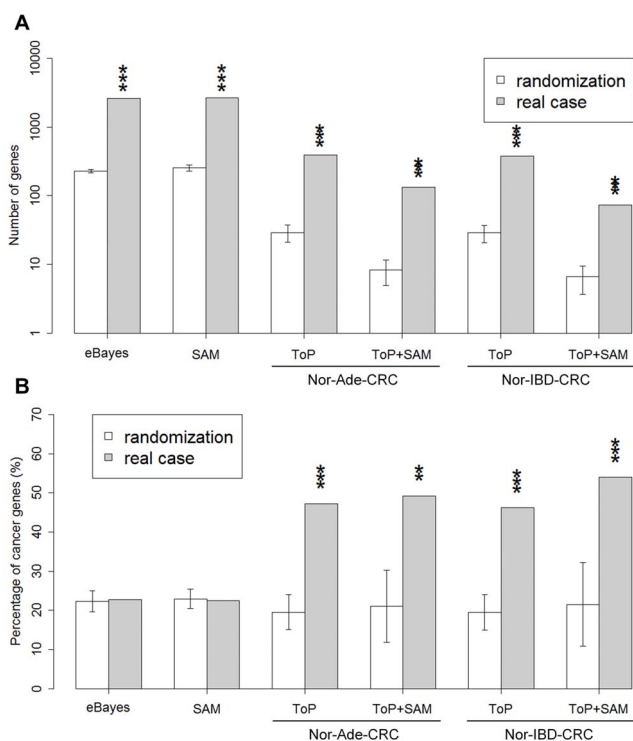 A
Number of genes
10000
1000
100
10
1
randomization
real case
***
***
***
***
***
***
eBayes
SAM
ToP
ToP+SAM
ToP
ToP+SAM
Nor-Ade-CRC
Nor-IBD-CRC
B
Percentage of cancer genes (%)
70
60
50
40
30
20
10
0
randomization
real case
***
**
***
***
eBayes
SAM
ToP
ToP+SAM
ToP
ToP+SAM
Nor-Ade-CRC
Nor-IBD-CRC